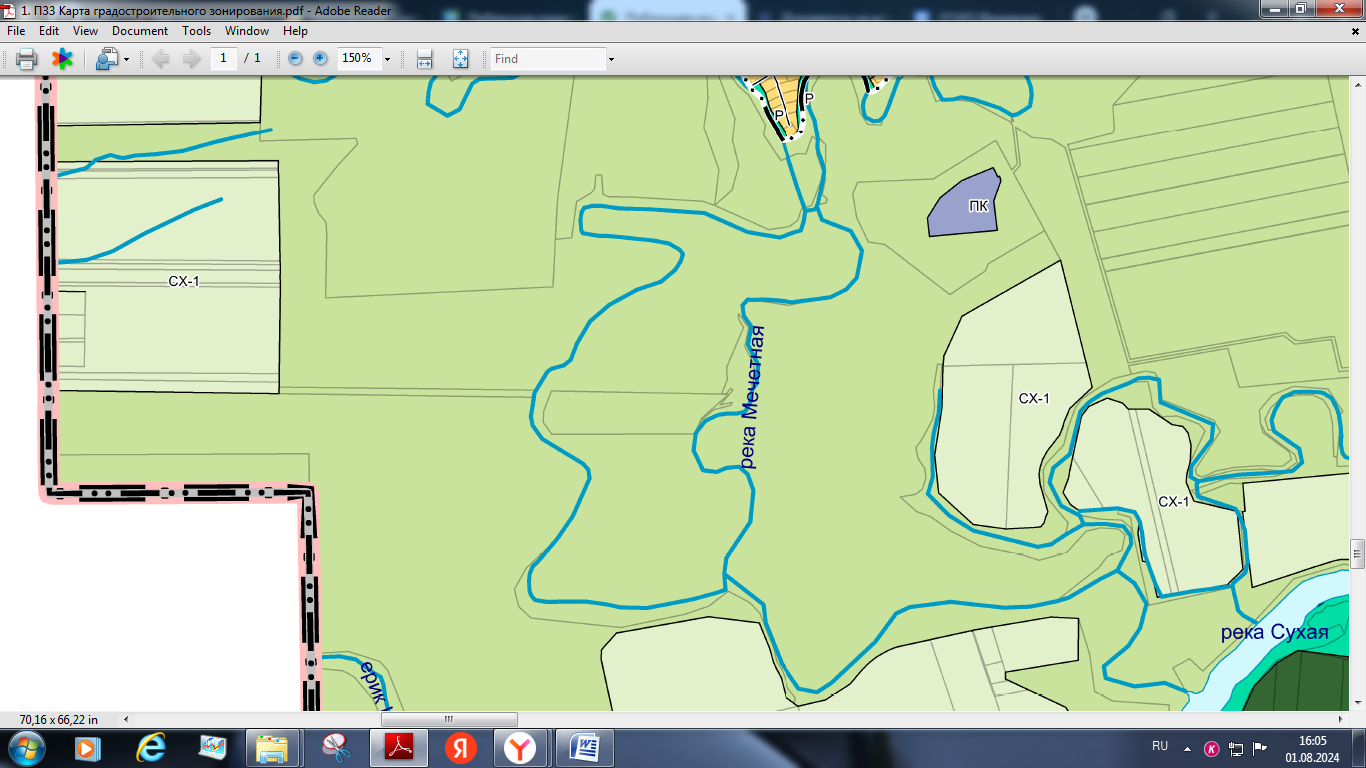 1. ПЗЗ Карта градостроительного зонирования.pdf - Adobe Reader
File Edit View Document Tools Window Help
1 / 1 150% Find
Р
Р
ПК
СХ-1
река Мечетная
СХ-1
СХ-1
река Сухая
ерик
70,16 x 66,22 in
RU
16:05
01.08.2024